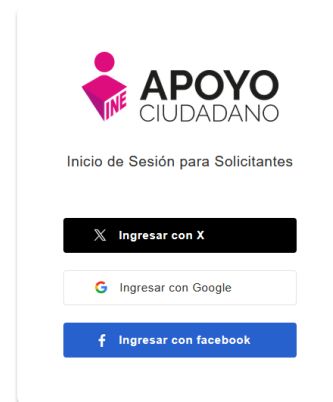 INE
APOYO
CIUDADANO
Inicio de Sesión para Solicitantes
Ingresar con X
Ingresar con Google
Ingresar con facebook